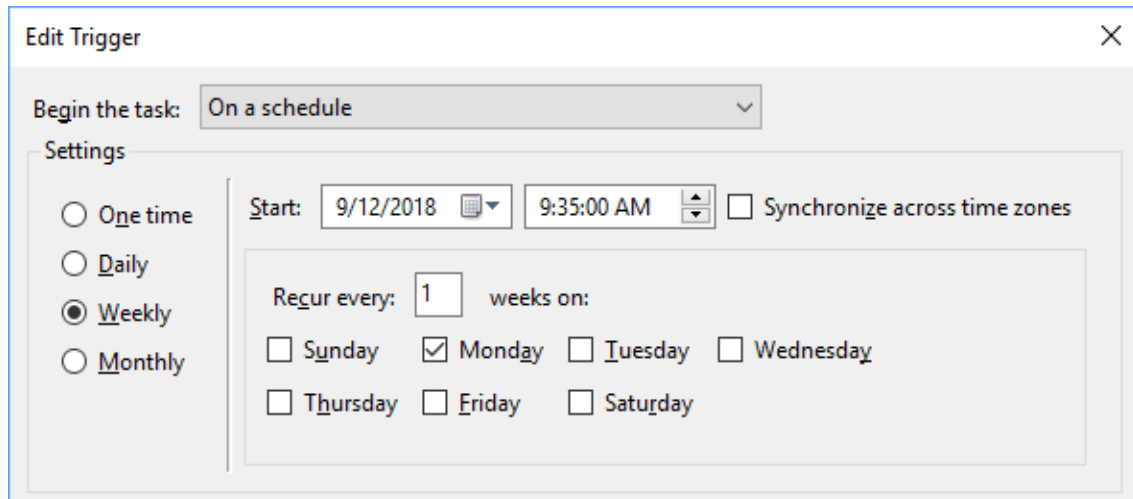 Edit Trigger
Begin the task: On a schedule
Settings
One time
Daily
Weekly
Monthly
Start: 9/12/2018 9:35:00 AM Synchronize across time zones
Recur every: 1 weeks on:
Sunday Monday Tuesday Wednesday
Thursday Friday Saturday